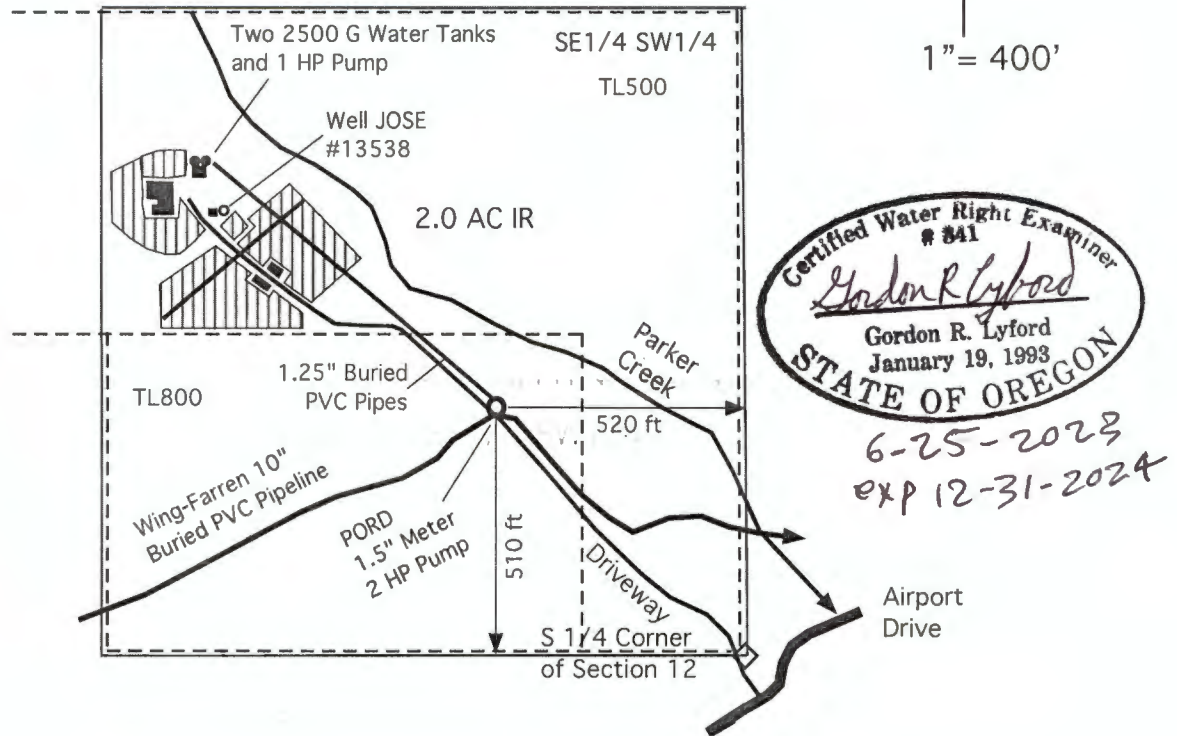 Two 2500 G Water Tanks
and 1 HP Pump
SE1/4 SW1/4
TL500
1”= 400’
Well JOSE
#13538
2.0 AC IR
Certified Water Right Examiner
# 841
Gordon R Lyford
Gordon R. Lyford
January 19, 1993
STATE OF OREGON
6-25-2023
exp 12-31-2024
Parker
Creek
1.25" Buried
PVC Pipes
TL800
520 ft
Wing-Farren 10"
Buried PVC Pipeline
PORD
1.5" Meter
2 HP Pump
510 ft
Driveway
S 1/4 Corner
of Section 12
Airport
Drive